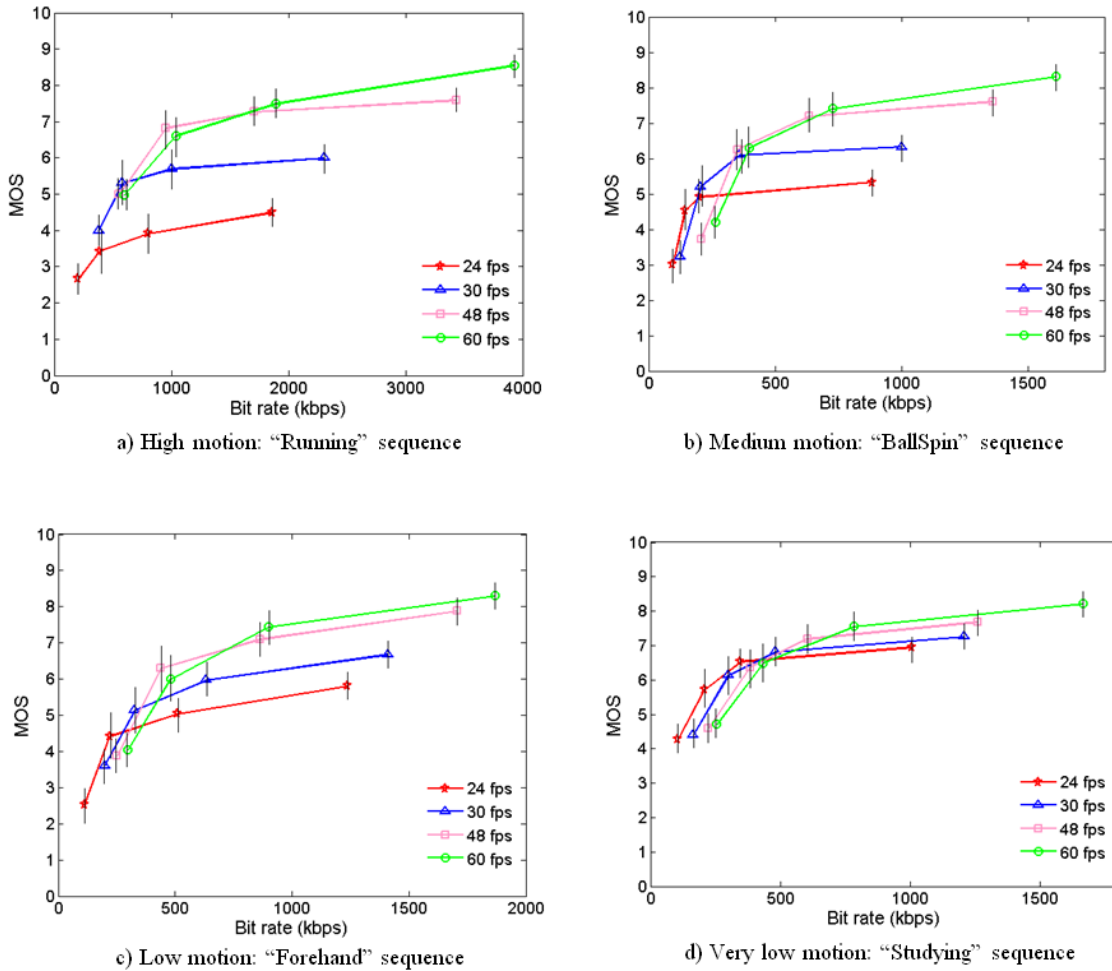 10
9
8
7
6
5
4
3
2
1
0
MOS
0 1000 2000 3000 4000
Bit rate (kbps)
24 fps
30 fps
48 fps
60 fps
a) High motion: “Running” sequence
10
9
8
7
6
5
4
3
2
1
0
MOS
0 500 1000 1500
Bit rate (kbps)
24 fps
30 fps
48 fps
60 fps
b) Medium motion: “BallSpin” sequence
10
9
8
7
6
5
4
3
2
1
0
MOS
0 500 1000 1500 2000
Bit rate (kbps)
24 fps
30 fps
48 fps
60 fps
c) Low motion: “Forehand” sequence
10
9
8
7
6
5
4
3
2
1
0
MOS
0 500 1000 1500
Bit rate (kbps)
24 fps
30 fps
48 fps
60 fps
d) Very low motion: “Studying” sequence